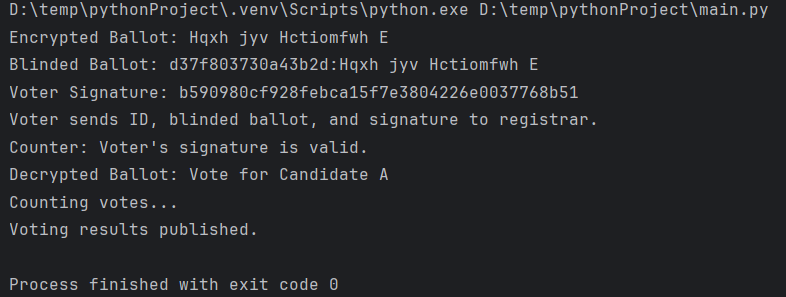 D:\temp\pythonProject\.venv\Scripts\python.exe D:\temp\pythonProject\main.py
Encrypted Ballot: Hqxh jyv Hctiomfwh E
Blinded Ballot: d37f803730a43b2d:Hqxh jyv Hctiomfwh E
Voter Signature: b590980cf928febca15f7e3804226e0037768b51
Voter sends ID, blinded ballot, and signature to registrar.
Counter: Voter's signature is valid.
Decrypted Ballot: Vote for Candidate A
Counting votes...
Voting results published.
Process finished with exit code 0